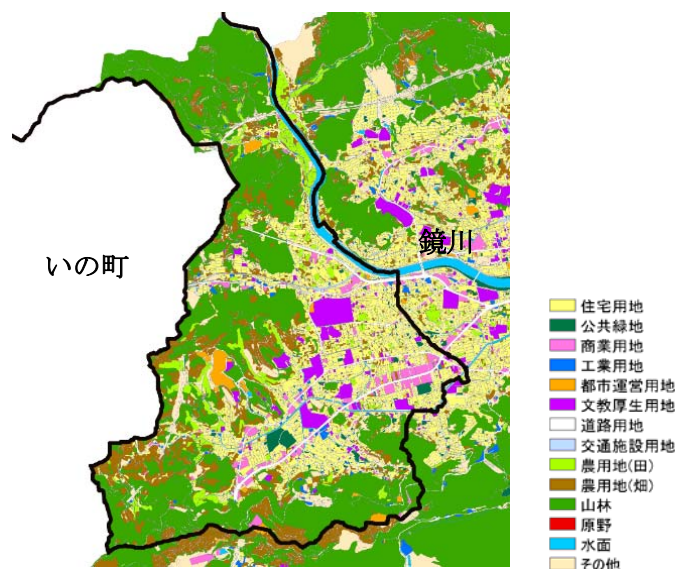 鏡川
いの町
住宅用地
公共緑地
商業用地
工業用地
都市運営用地
文教厚生用地
道路用地
交通施設用地
農用地(田)
農用地(畑)
山林
原野
水面
その他